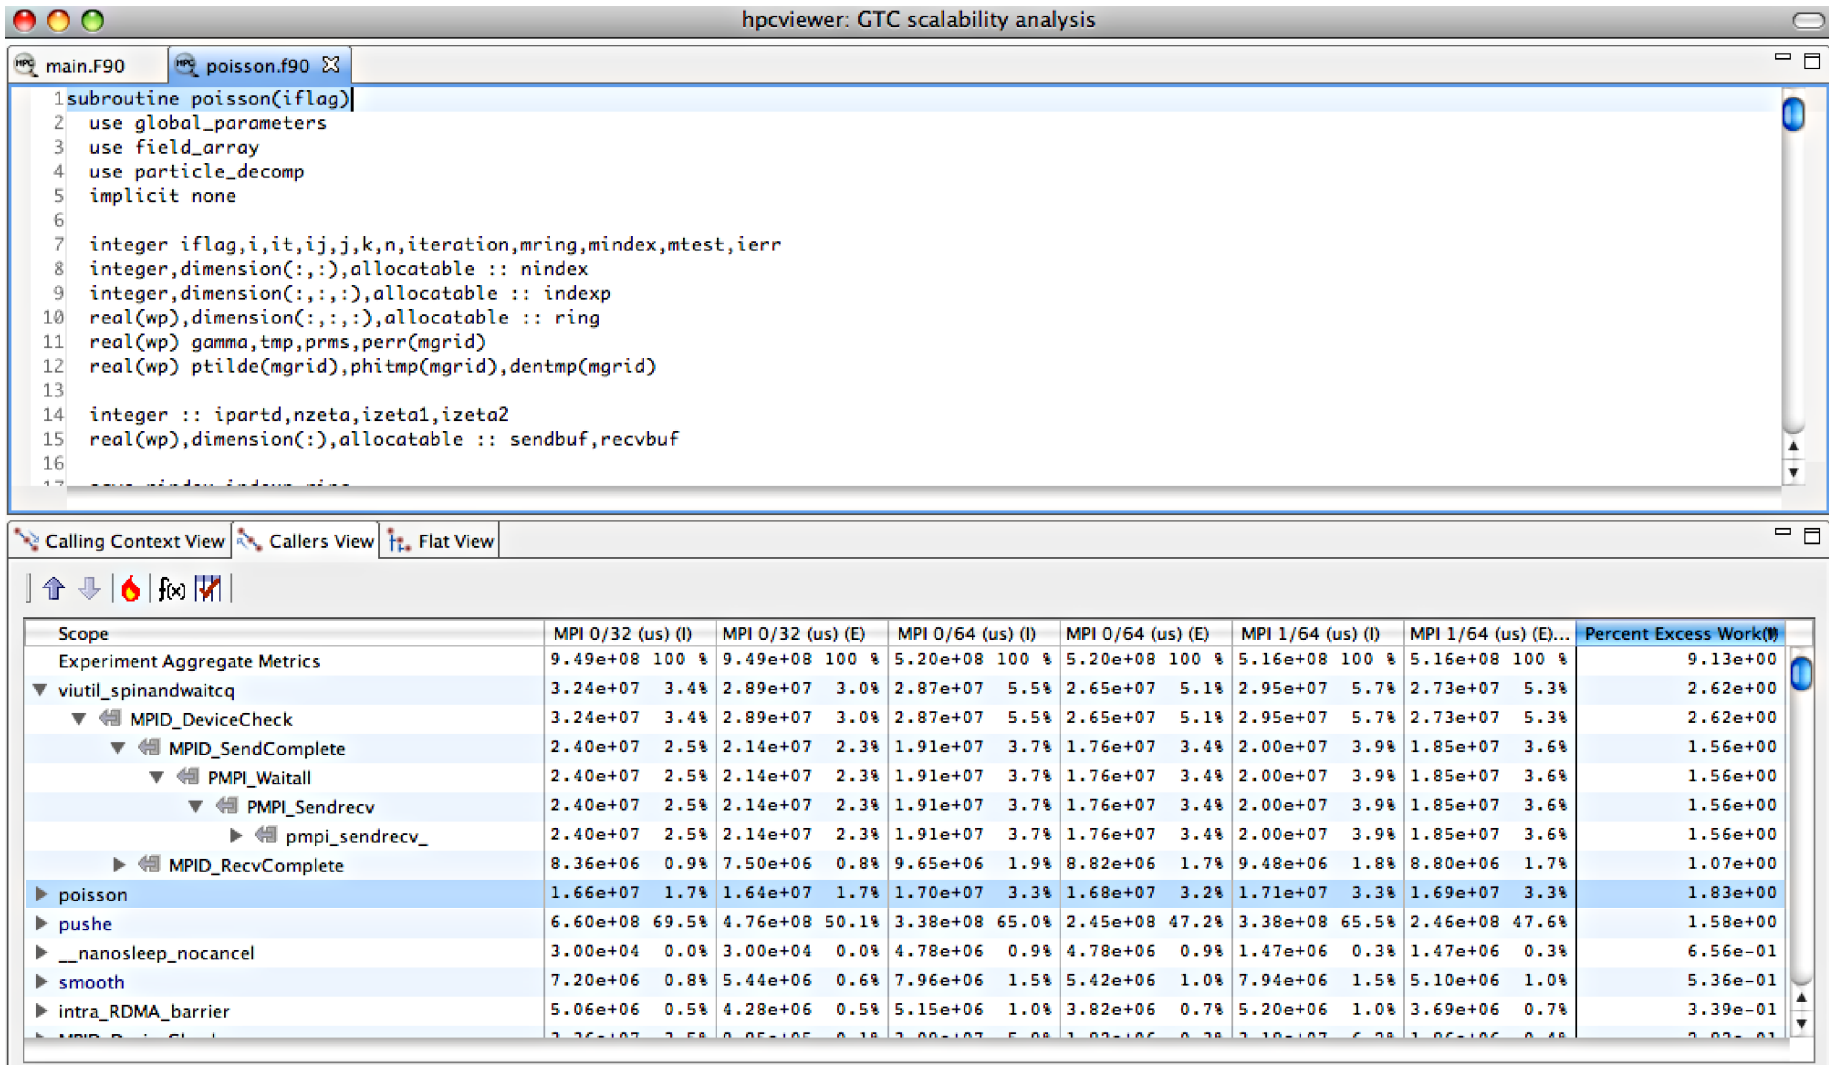 hpcviewer: GTC scalability analysis
main.F90 poisson.f90
1 subroutine poisson(iflag)
2 use global_parameters
3 use field_array
4 use particle_decomp
5 implicit none
6
7 integer iflag,i,it,ij,j,k,n,iteration,mring,mindex,mtest,ierr
8 integer,dimension(:,:),allocatable :: nindex
9 integer,dimension(:,:,:),allocatable :: indexp
10 real(wp),dimension(:,:,:),allocatable :: ring
11 real(wp) gamma,tmp,prms,perr(mgrid)
12 real(wp) ptilde(mgrid),phitmp(mgrid),dentmp(mgrid)
13
14 integer :: ipartd,nzeta,izeta1,izeta2
15 real(wp),dimension(:),allocatable :: sendbuf,recvbuf
16
Calling Context View Callers View Flat View
f(x)
Scope MPI 0/32 (us) (I) MPI 0/32 (us) (E) MPI 0/64 (us) (I) MPI 0/64 (us) (E) MPI 1/64 (us) (I) MPI 1/64 (us) (E)... Percent Excess Work
Experiment Aggregate Metrics 9.49e+08 100 % 9.49e+08 100 % 5.20e+08 100 % 5.20e+08 100 % 5.16e+08 100 % 5.16e+08 100 % 9.13e+00
viutil_spinandwaitcq 3.24e+07 3.4% 2.89e+07 3.0% 2.87e+07 5.5% 2.65e+07 5.1% 2.95e+07 5.7% 2.73e+07 5.3% 2.62e+00
MPID_DeviceCheck 3.24e+07 3.4% 2.89e+07 3.0% 2.87e+07 5.5% 2.65e+07 5.1% 2.95e+07 5.7% 2.73e+07 5.3% 2.62e+00
MPID_SendComplete 2.40e+07 2.5% 2.14e+07 2.3% 1.91e+07 3.7% 1.76e+07 3.4% 2.00e+07 3.9% 1.85e+07 3.6% 1.56e+00
PMPI_Waitall 2.40e+07 2.5% 2.14e+07 2.3% 1.91e+07 3.7% 1.76e+07 3.4% 2.00e+07 3.9% 1.85e+07 3.6% 1.56e+00
PMPI_Sendrecv 2.40e+07 2.5% 2.14e+07 2.3% 1.91e+07 3.7% 1.76e+07 3.4% 2.00e+07 3.9% 1.85e+07 3.6% 1.56e+00
pmpi_sendrecv_ 2.40e+07 2.5% 2.14e+07 2.3% 1.91e+07 3.7% 1.76e+07 3.4% 2.00e+07 3.9% 1.85e+07 3.6% 1.56e+00
MPID_RecvComplete 8.36e+06 0.9% 7.50e+06 0.8% 9.65e+06 1.9% 8.82e+06 1.7% 9.48e+06 1.8% 8.80e+06 1.7% 1.07e+00
poisson 1.66e+07 1.7% 1.64e+07 1.7% 1.70e+07 3.3% 1.68e+07 3.2% 1.71e+07 3.3% 1.69e+07 3.3% 1.83e+00
pushe 6.60e+08 69.5% 4.76e+08 50.1% 3.38e+08 65.0% 2.45e+08 47.2% 3.38e+08 65.5% 2.46e+08 47.6% 1.58e+00
__nanosleep_nocancel 3.00e+04 0.0% 3.00e+04 0.0% 4.78e+06 0.9% 4.78e+06 0.9% 1.47e+06 0.3% 1.47e+06 0.3% 6.56e-01
smooth 7.20e+06 0.8% 5.44e+06 0.6% 7.96e+06 1.5% 5.42e+06 1.0% 7.94e+06 1.5% 5.10e+06 1.0% 5.36e-01
intra_RDMA_barrier 5.06e+06 0.5% 4.28e+06 0.5% 5.15e+06 1.0% 3.82e+06 0.7% 5.20e+06 1.0% 3.69e+06 0.7% 3.39e-01